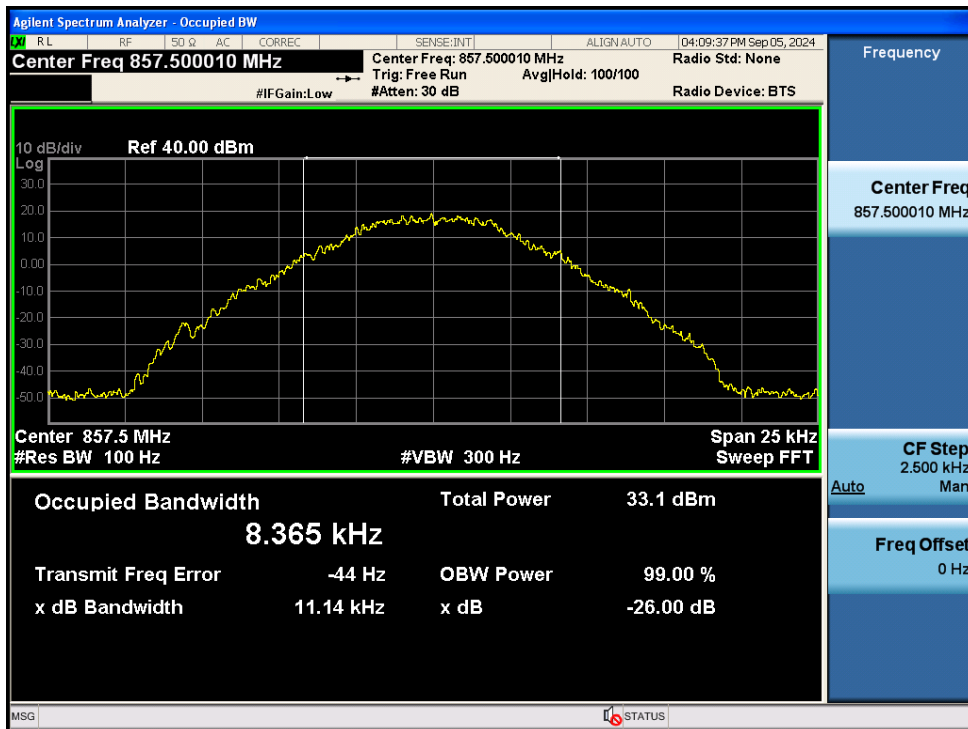 Agilent Spectrum Analyzer - Occupied BW
LXI RL RF 50 Ω AC CORREC SENSE:INT ALIGN AUTO 04:09:37 PM Sep 05, 2024
Center Freq 857.500010 MHz
Center Freq: 857.500010 MHz Radio Std: None
Trig: Free Run Avg|Hold: 100/100
#IFGain:Low #Atten: 30 dB Radio Device: BTS
10 dB/div Ref 40.00 dBm
Log
30.0
20.0
10.0
0.00
-10.0
-20.0
-30.0
-40.0
-50.0
Center 857.5 MHz Span 25 kHz
#Res BW 100 Hz #VBW 300 Hz Sweep FFT
Occupied Bandwidth Total Power 33.1 dBm
8.365 kHz
Transmit Freq Error -44 Hz OBW Power 99.00 %
x dB Bandwidth 11.14 kHz x dB -26.00 dB
MSG STATUS
Frequency
Center Freq
857.500010 MHz
CF Step
2.500 kHz
Auto Man
Freq Offset
0 Hz